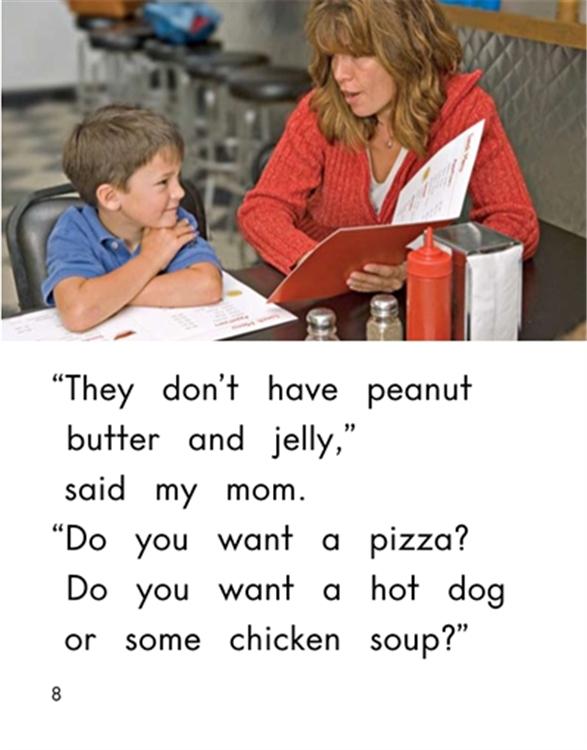 “They don’t have peanut
butter and jelly,”
said my mom.
“Do you want a pizza?
Do you want a hot dog
or some chicken soup?”
8